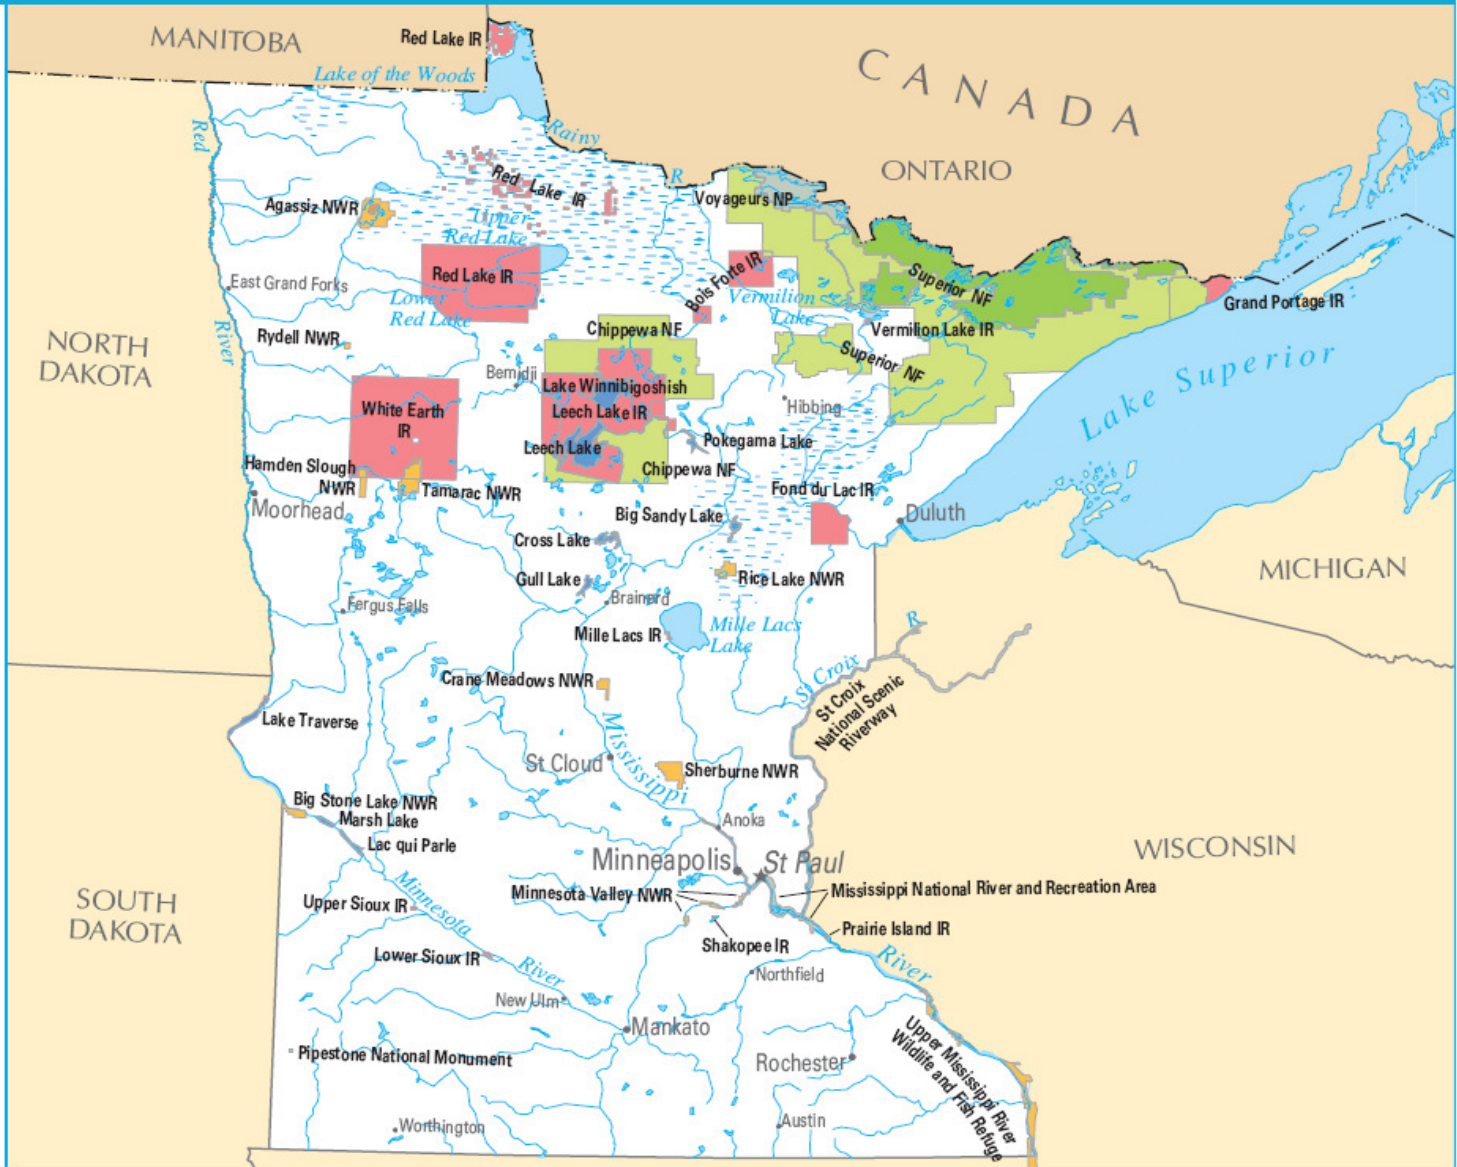 MANITOBA
Red Lake IR
Lake of the Woods
CANADA
ONTARIO
Red
River
Rainy
R
Red Lake IR
Voyageurs NP
Agassiz NWR
Upper
Red Lake
Red Lake IR
Lower
Red Lake
East Grand Forks
Bois Forte IR
Vermilion
Lake
Superior NF
Grand Portage IR
Vermilion Lake IR
Chippewa NF
Superior NF
Lake Superior
NORTH
DAKOTA
Rydell NWR
Bemidji
Lake Winnibigoshish
Leech Lake IR
Hibbing
White Earth
IR
Leech Lake
Pokegama Lake
Chippewa NF
Hamden Slough
NWR
Tamarac NWR
Fond du Lac IR
Moorhead
Big Sandy Lake
Duluth
Cross Lake
Gull Lake
Rice Lake NWR
MICHIGAN
Brainerd
Fergus Falls
Mille Lacs IR
Mille Lacs
Lake
R
St Croix
St Croix
National Scenic
Riverway
Crane Meadows NWR
Lake Traverse
Mississippi
St Cloud
Sherburne NWR
Big Stone Lake NWR
Marsh Lake
Lac qui Parle
Anoka
WISCONSIN
Minneapolis
St Paul
Minnesota Valley NWR
Mississippi National River and Recreation Area
SOUTH
DAKOTA
Upper Sioux IR
Minnesota
River
Prairie Island IR
Shakopee IR
Lower Sioux IR
River
Northfield
New Ulm
Mankato
Pipestone National Monument
Rochester
Upper Mississippi River
Wildlife and Fish Refuge
Worthington
Austin